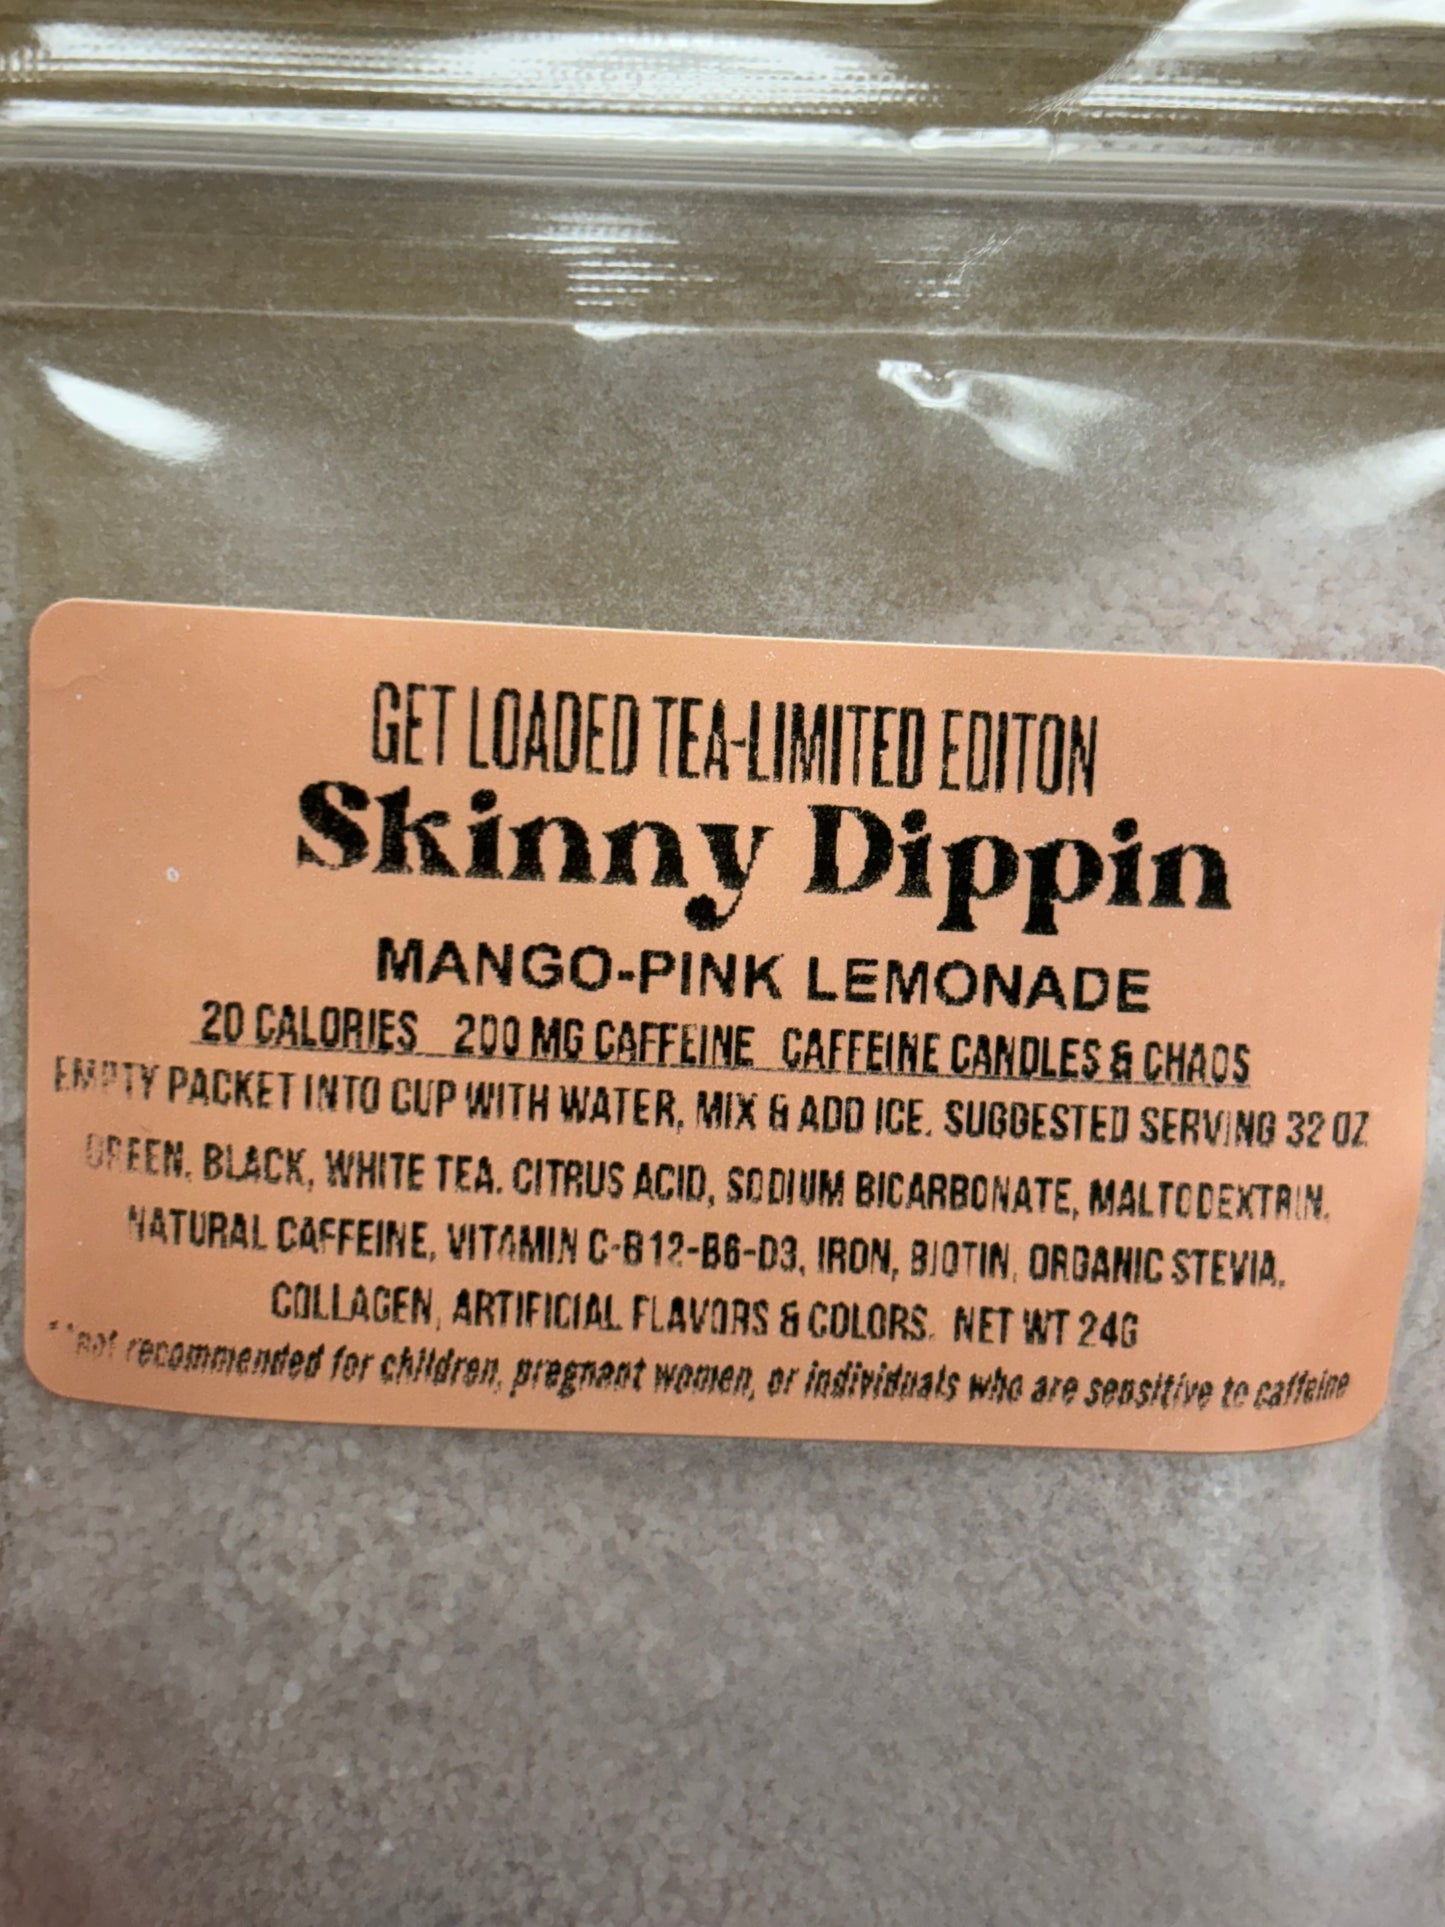 GET LOADED TEA-LIMITED EDITON
Skinny Dippin
MANGO-PINK LEMONADE
20 CALORIES 200 MG CAFFEINE CAFFEINE CANDLES & CHAOS
EMPTY PACKET INTO CUP WITH WATER, MIX & ADD ICE. SUGGESTED SERVING 32 OZ
GREEN, BLACK, WHITE TEA. CITRUS ACID, SODIUM BICARBONATE, MALTODEXTRIN,
NATURAL CAFFEINE, VITAMIN C-B12-B6-D3, IRON, BIOTIN, ORGANIC STEVIA,
COLLAGEN, ARTIFICIAL FLAVORS & COLORS. NET WT 24G
**not recommended for children, pregnant women, or individuals who are sensitive to caffeine